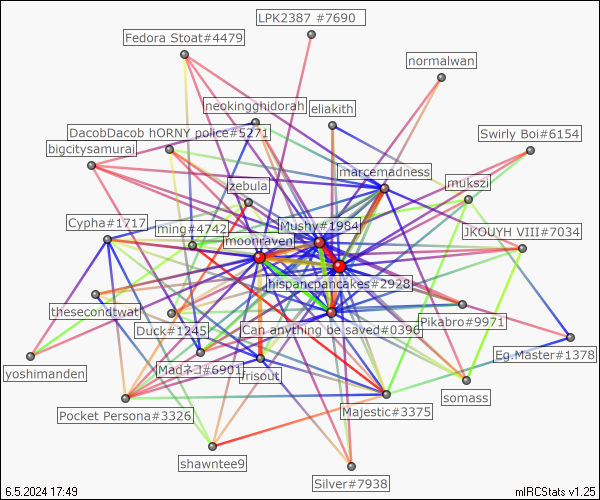 LPK2387 #7690
Fedora Stoat#4479
normalwan
neokingghidorah
eliakith
DacobDacob hORNY police#5271
Swirly Boi#6154
bigcitysamurai
marcemadness
zebula
mukszi
Cypha#1717
ming#4742
Mushy#1984
JKOUYH VIII#7034
moonraven
hispancpancakes#2928
thesecondtwat
Duck#1245
Can anything be saved#0396
Pikabro#9971
Eg.Master#1378
yoshimanden
Madネコ#6901
frisout
somass
Pocket Persona#3326
Majestic#3375
shawntee9
Silver#7938
6.5.2024 17:49
mIRCStats v1.25